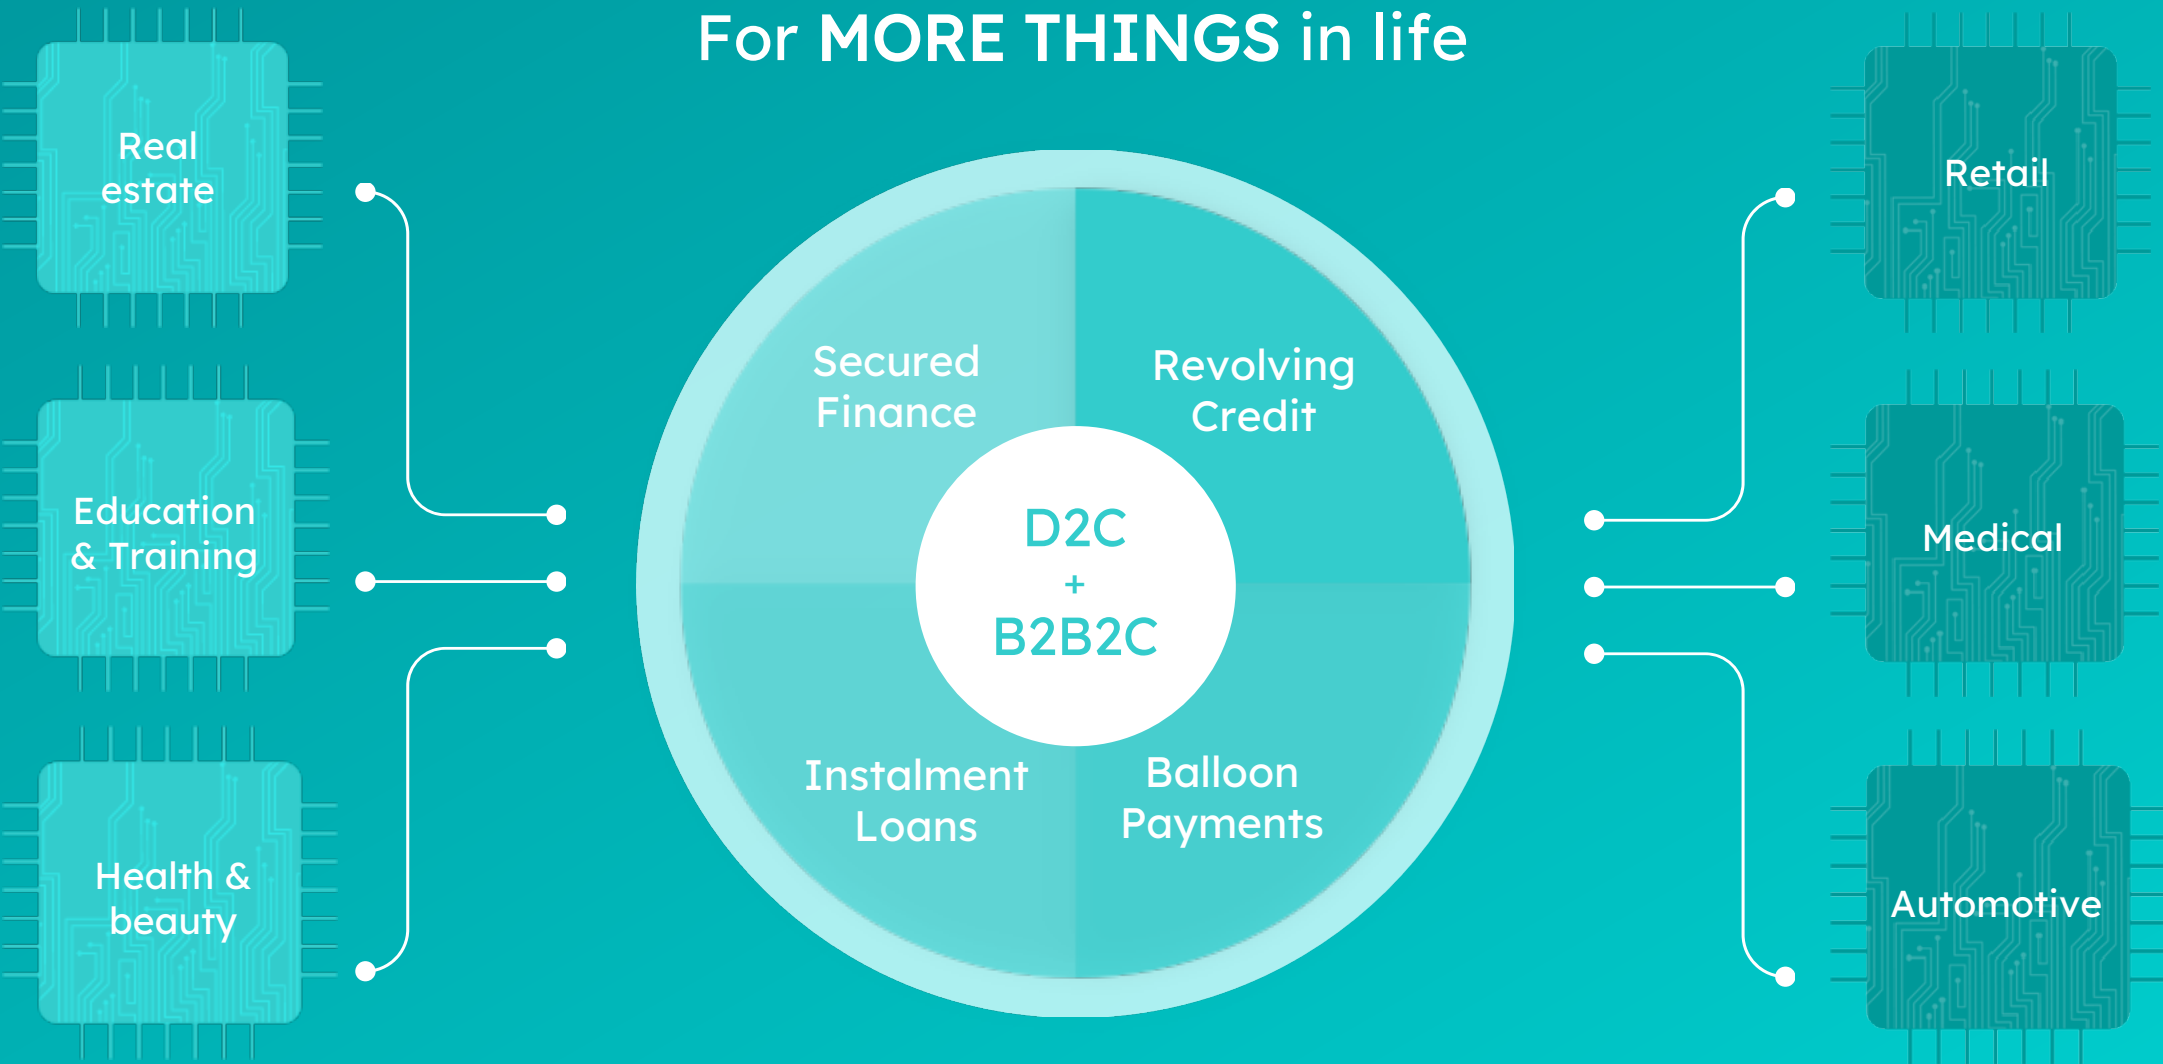 For MORE THINGS in life
Real
estate
Education
& Training
Health &
beauty
Secured
Finance
Revolving
Credit
D2C
+
B2B2C
Instalment
Loans
Balloon
Payments
Retail
Medical
Automotive